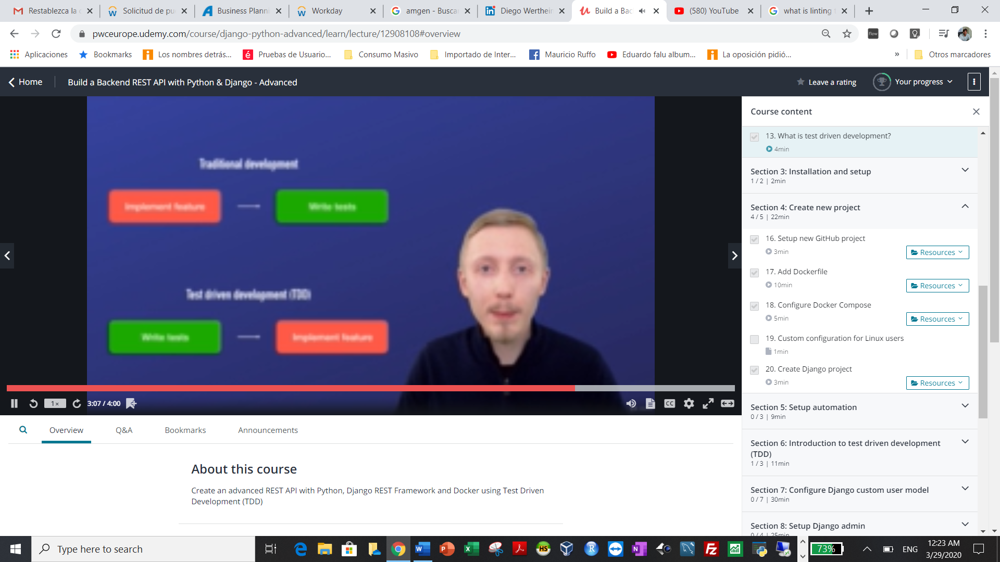 Restablezca la c
Solicitud de pu
Business Planni
Workday
amgen - Busca
Diego Werthein
Build a Bac
(580) YouTube
what is linting
pwceurope.udemy.com/course/django-python-advanced/learn/lecture/12908108#overview
Aplicaciones
Bookmarks
Los nombres detrás...
Pruebas de Usuario...
Consumo Masivo
Importado de Inter...
Mauricio Ruffo
Eduardo falu album...
La oposición pidió...
»
Otros marcadores
Home
Build a Backend REST API with Python & Django - Advanced
Leave a rating
Your progress
Traditional development
Implement feature
Write tests
Test driven development (TDD)
Write tests
Implement feature
1×
3:07 / 4:00
CC
Course content
13. What is test driven development?
4min
Section 3: Installation and setup
1 / 2 | 2min
Section 4: Create new project
4 / 5 | 22min
16. Setup new GitHub project
3min
Resources
17. Add Dockerfile
10min
Resources
18. Configure Docker Compose
5min
Resources
19. Custom configuration for Linux users
1min
20. Create Django project
3min
Resources
Section 5: Setup automation
0 / 3 | 9min
Section 6: Introduction to test driven development
(TDD)
1 / 3 | 11min
Section 7: Configure Django custom user model
0 / 7 | 30min
Section 8: Setup Django admin
0 / 4 | 25min
Overview
Q&A
Bookmarks
Announcements
About this course
Create an advanced REST API with Python, Django REST Framework and Docker using Test Driven
Development (TDD)
Type here to search
73%
ENG
12:23 AM
3/29/2020